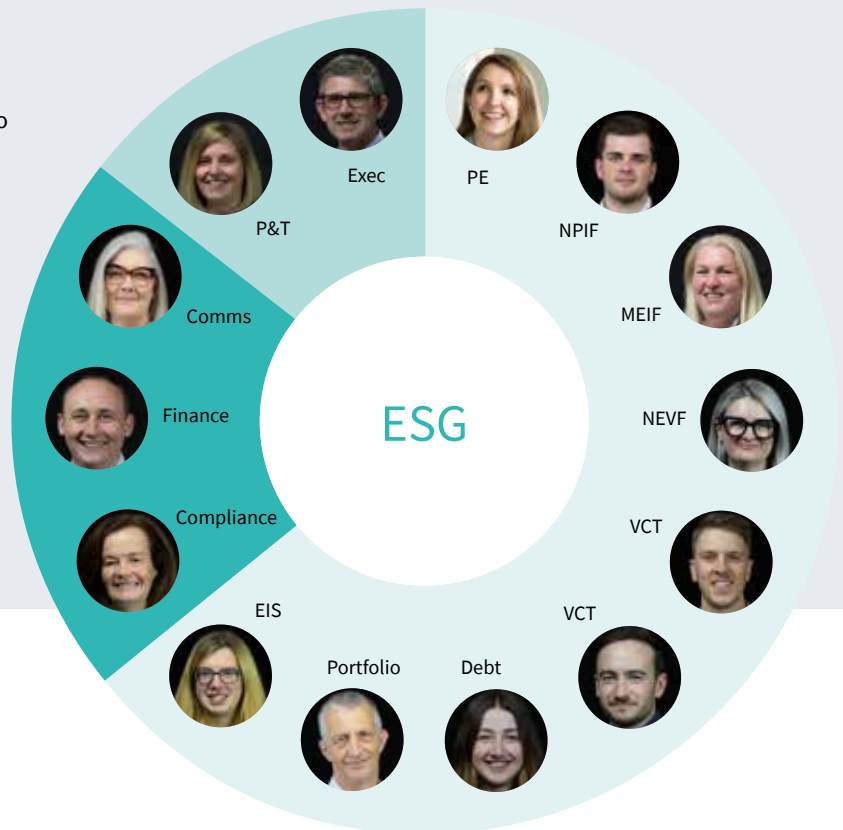 o
Exec
PE
P&T
NPIF
Comms
MEIF
Finance
ESG
NEVF
Compliance
VCT
EIS
VCT
Portfolio
Debt